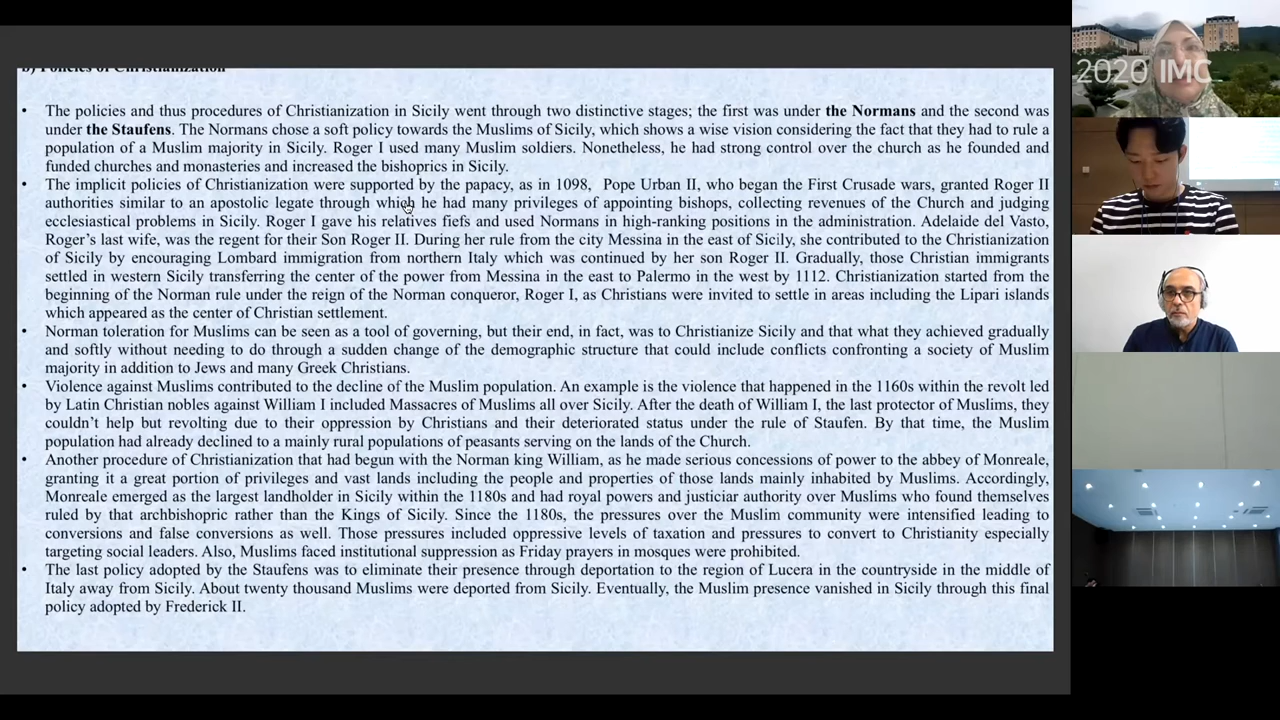 b) Policies of Christianization
• The policies and thus procedures of Christianization in Sicily went through two distinctive stages; the first was under the Normans and the second was
under the Staufens. The Normans chose a soft policy towards the Muslims of Sicily, which shows a wise vision considering the fact that they had to rule a
population of a Muslim majority in Sicily. Roger I used many Muslim soldiers. Nonetheless, he had strong control over the church as he founded and
funded churches and monasteries and increased the bishoprics in Sicily.
• The implicit policies of Christianization were supported by the papacy, as in 1098, Pope Urban II, who began the First Crusade wars, granted Roger II
authorities similar to an apostolic legate through which he had many privileges of appointing bishops, collecting revenues of the Church and judging
ecclesiastical problems in Sicily. Roger I gave his relatives fiefs and used Normans in high-ranking positions in the administration. Adelaide del Vasto,
Roger's last wife, was the regent for their Son Roger II. During her rule from the city Messina in the east of Sicily, she contributed to the Christianization
of Sicily by encouraging Lombard immigration from northern Italy which was continued by her son Roger II. Gradually, those Christian immigrants
settled in western Sicily transferring the center of the power from Messina in the east to Palermo in the west by 1112. Christianization started from the
beginning of the Norman rule under the reign of the Norman conqueror, Roger I, as Christians were invited to settle in areas including the Lipari islands
which appeared as the center of Christian settlement.
• Norman toleration for Muslims can be seen as a tool of governing, but their end, in fact, was to Christianize Sicily and that what they achieved gradually
and softly without needing to do through a sudden change of the demographic structure that could include conflicts confronting a society of Muslim
majority in addition to Jews and many Greek Christians.
• Violence against Muslims contributed to the decline of the Muslim population. An example is the violence that happened in the 1160s within the revolt led
by Latin Christian nobles against William I included Massacres of Muslims all over Sicily. After the death of William I, the last protector of Muslims, they
couldn't help but revolting due to their oppression by Christians and their deteriorated status under the rule of Staufen. By that time, the Muslim
population had already declined to a mainly rural populations of peasants serving on the lands of the Church.
• Another procedure of Christianization that had begun with the Norman king William, as he made serious concessions of power to the abbey of Monreale,
granting it a great portion of privileges and vast lands including the people and properties of those lands mainly inhabited by Muslims. Accordingly,
Monreale emerged as the largest landholder in Sicily within the 1180s and had royal powers and justiciar authority over Muslims who found themselves
ruled by that archbishopric rather than the Kings of Sicily. Since the 1180s, the pressures over the Muslim community were intensified leading to
conversions and false conversions as well. Those pressures included oppressive levels of taxation and pressures to convert to Christianity especially
targeting social leaders. Also, Muslims faced institutional suppression as Friday prayers in mosques were prohibited.
• The last policy adopted by the Staufens was to eliminate their presence through deportation to the region of Lucera in the countryside in the middle of
Italy away from Sicily. About twenty thousand Muslims were deported from Sicily. Eventually, the Muslim presence vanished in Sicily through this final
policy adopted by Frederick II.
2020 IMC